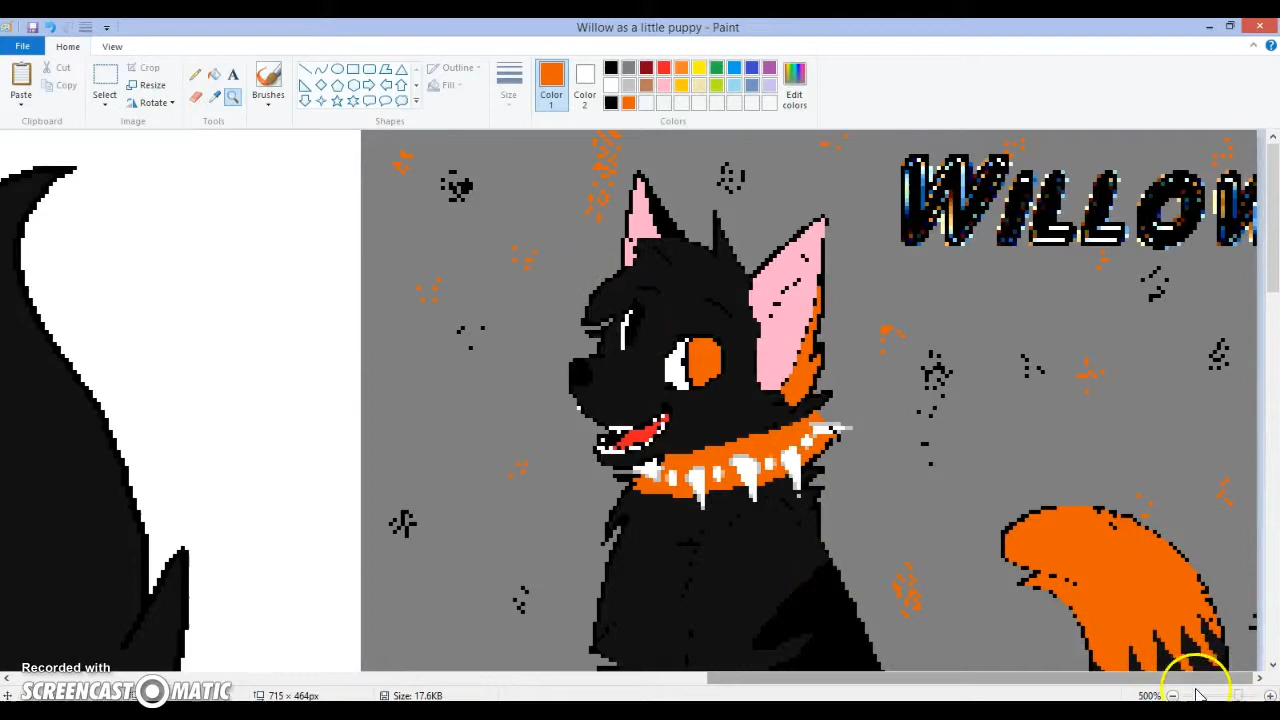 Willow as a little puppy - Paint
File Home View
Paste Cut Copy Clipboard
Select Crop Resize Rotate Image
Tools
Brushes
Shapes Outline Fill
Size
Color 1
Color 2
Colors
Edit colors
WILLOW
Recorded with
SCREENCAST MATIC
715 × 464px
Size: 17.6KB
500%